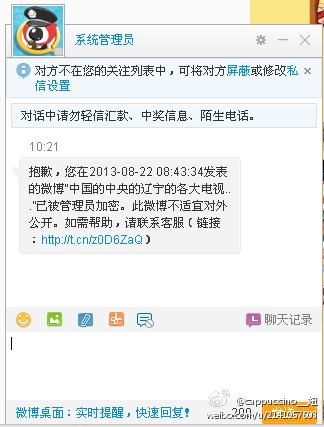 系统管理员
对方不在您的关注列表中，可将对方屏蔽或修改私
信设置
对话中请勿轻信汇款、中奖信息、陌生电话。
10:21
抱歉，您在2013-08-22 08:43:34发表
的微博"中国的中央的辽宁的各大电视..
."已被管理员加密。此微博不适宜对外
公开。如需帮助，请联系客服（链接
：http://t.cn/z0D6ZaQ）
聊天记录
@cappuccino__妞
微博桌面：实时提醒，快速回复!
300